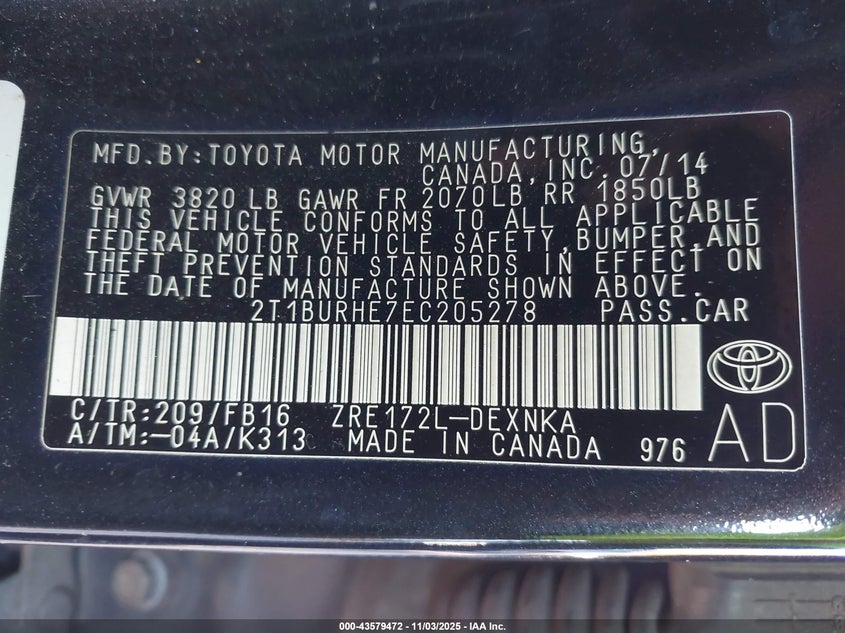 MFD.BY:TOYOTA MOTOR MANUFACTURING,
CANADA,INC.07/14
GVWR 3820 LB GAWR FR 2070LB RR 1850LB
THIS VEHICLE CONFORMS TO ALL APPLICABLE
FEDERAL MOTOR VEHICLE SAFETY,BUMPER,AND
THEFT PREVENTION STANDARDS IN EFFECT ON
THE DATE OF MANUFACTURE SHOWN ABOVE.
2T1BURHE7EC205278 PASS.CAR
C/TR:209/FB16 ZRE172L-DEXNKA
A/TM:-04A/K313 MADE IN CANADA 976 AD
000-43579472 - 11/03/2025 - IAA Inc.